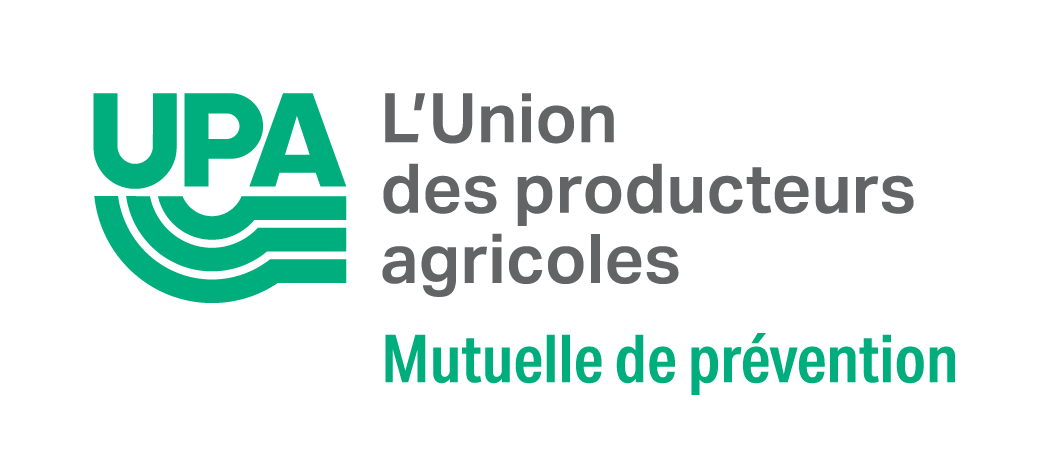 UPA
L'Union
des producteurs
agricoles
Mutuelle de prévention